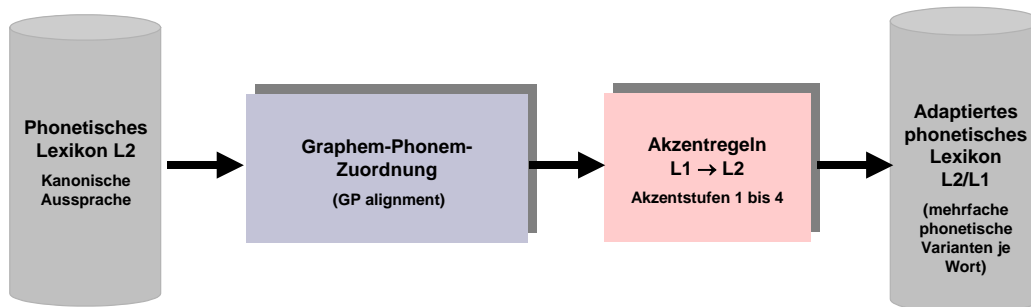 Phonetisches
Lexikon L2
Kanonische
Aussprache
Graphem-Phonem-
Zuordnung
(GP alignment)
Akzentregeln
L1 → L2
Akzentstufen 1 bis 4
Adaptiertes
phonetisches
Lexikon
L2/L1
(mehrfache
phonetische
Varianten je
Wort)